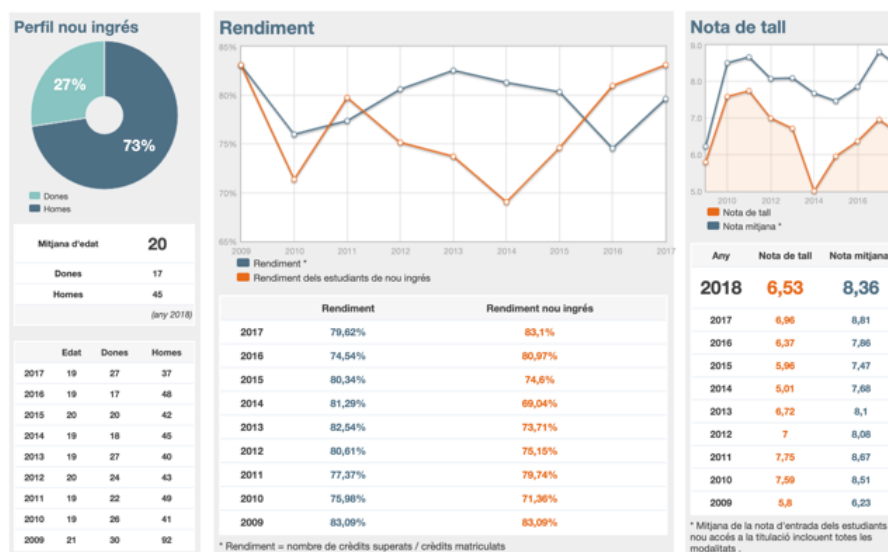 Perfil nou ingrés
27%
73%
Dones
Homes
Mitjana d'edat 20
Dones 17
Homes 45
(any 2018)
Edat Dones Homes
2017 19 27 37
2016 19 17 48
2015 20 20 42
2014 19 18 45
2013 19 27 40
2012 20 24 43
2011 19 22 49
2010 19 26 41
2009 21 30 92
Rendiment
85%
80%
75%
70%
65%
2009 2010 2011 2012 2013 2014 2015 2016 2017
Rendiment *
Rendiment dels estudiants de nou ingrés
Rendiment Rendiment nou ingrés
2017 79,62% 83,1%
2016 74,54% 80,97%
2015 80,34% 74,6%
2014 81,29% 69,04%
2013 82,54% 73,71%
2012 80,61% 75,15%
2011 77,37% 79,74%
2010 75,98% 71,36%
2009 83,09% 83,09%
* Rendiment = nombre de crèdits superats / crèdits matriculats
Nota de tall
9.0
8.0
7.0
6.0
5.0
2010 2012 2014 2016
Nota de tall
Nota mitjana *
Any Nota de tall Nota mitjana
2018 6,53 8,36
2017 6,96 8,81
2016 6,37 7,86
2015 5,96 7,47
2014 5,01 7,68
2013 6,72 8,1
2012 7 8,08
2011 7,75 8,67
2010 7,59 8,51
2009 5,8 6,23
* Mitjana de la nota d'entrada dels estudiants
nou accés a la titulació inclouent totes les
modalitats .